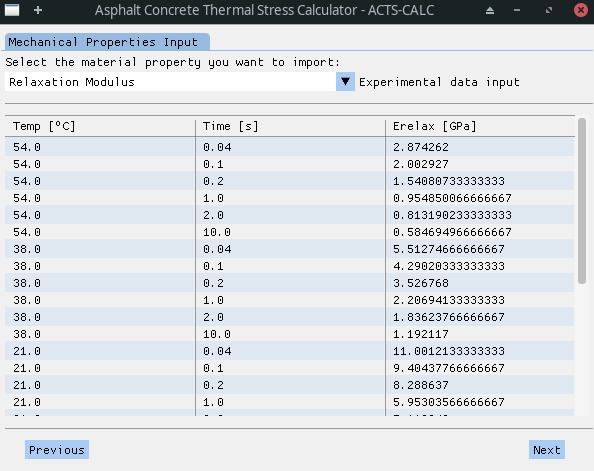 Asphalt Concrete Thermal Stress Calculator - ACTS-CALC
Mechanical Properties Input
Select the material property you want to import:
Relaxation Modulus Experimental data input
Temp [ºC] Time [s] Erelax [GPa]
54.0 0.04 2.874262
54.0 0.1 2.002927
54.0 0.2 1.54080733333333
54.0 1.0 0.954850066666667
54.0 2.0 0.813190233333333
54.0 10.0 0.584694966666667
38.0 0.04 5.51274666666667
38.0 0.1 4.29020333333333
38.0 0.2 3.526768
38.0 1.0 2.20694133333333
38.0 2.0 1.83623766666667
38.0 10.0 1.192117
21.0 0.04 11.0012133333333
21.0 0.1 9.40437766666667
21.0 0.2 8.288637
21.0 1.0 5.95303566666667
Previous Next